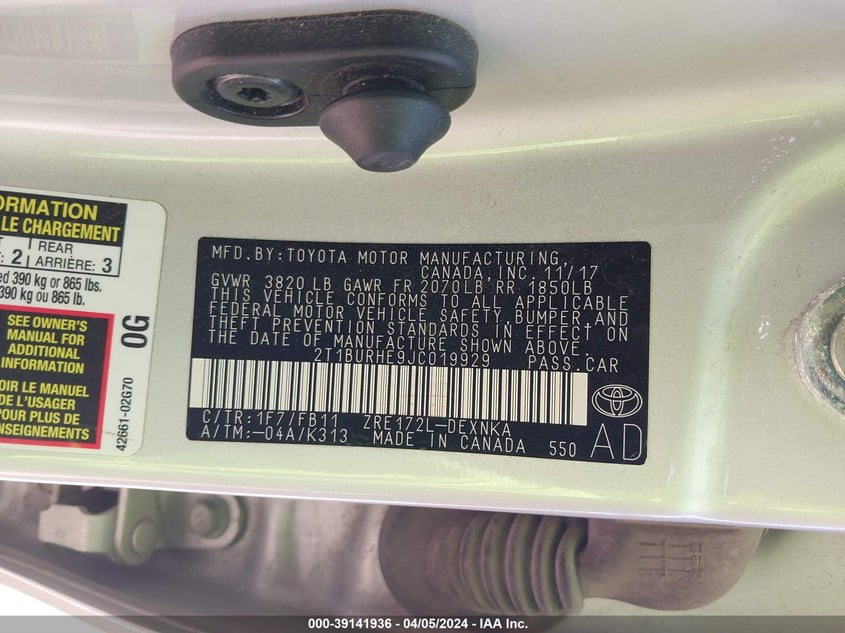 ORMATION
LE CHARGEMENT
REAR
2
ARRIÈRE: 3
ed 390 kg or 865 lbs.
390 kg ou 865 lb.
SEE OWNER'S
MANUAL FOR
ADDITIONAL
INFORMATION
Voir le MANUEL
de L'USAGER
POUR PLUS DE
RENSEIGNEMENTS
0G
42661-02G70
MFD. BY: TOYOTA MOTOR MANUFACTURING,
CANADA, INC. 11/17
GVWR 3820 LB GAWR FR 2070LB RR 1850LB
THIS VEHICLE CONFORMS TO ALL APPLICABLE
FEDERAL MOTOR VEHICLE SAFETY, BUMPER, AND
THEFT PREVENTION STANDARDS IN EFFECT ON
THE DATE OF MANUFACTURE SHOWN ABOVE.
2T1BURHE9JC019929 PASS. CAR
C/TR: 1F7/FB11 ZRE172L-DEXNKA
A/TM: -04A/K313 MADE IN CANADA 550
AD
000-39141936 - 04/05/2024 - IAA Inc.